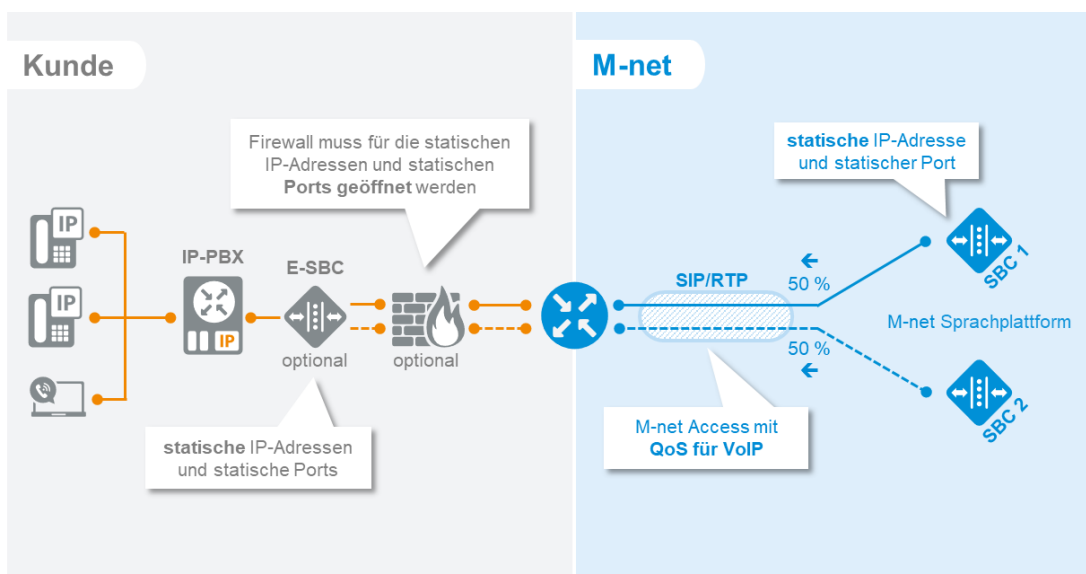 Kunde
M-net
Firewall muss für die statischen
IP-Adressen und statischen
Ports geöffnet werden
statische IP-Adresse
und statischer Port
IP
IP
IP-PBX
IP
E-SBC
optional
optional
SIP/RTP
50 %
50 %
SBC 1
M-net Sprachplattform
SBC 2
statische IP-Adressen
und statische Ports
M-net Access mit
QoS für VoIP